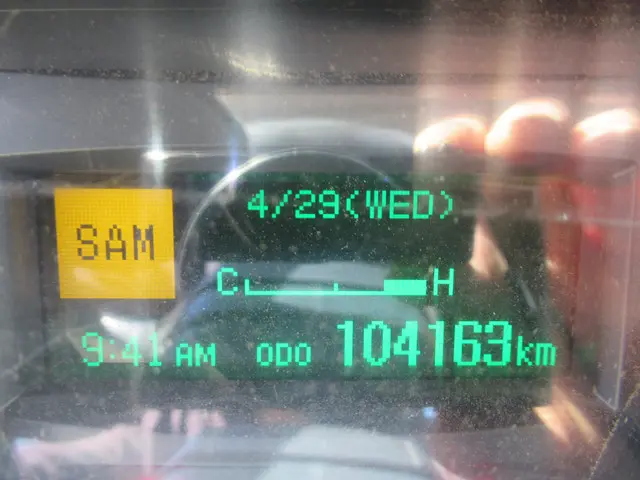 4/29(WED)
SAM
C H
9:41 AM ODO 104163km